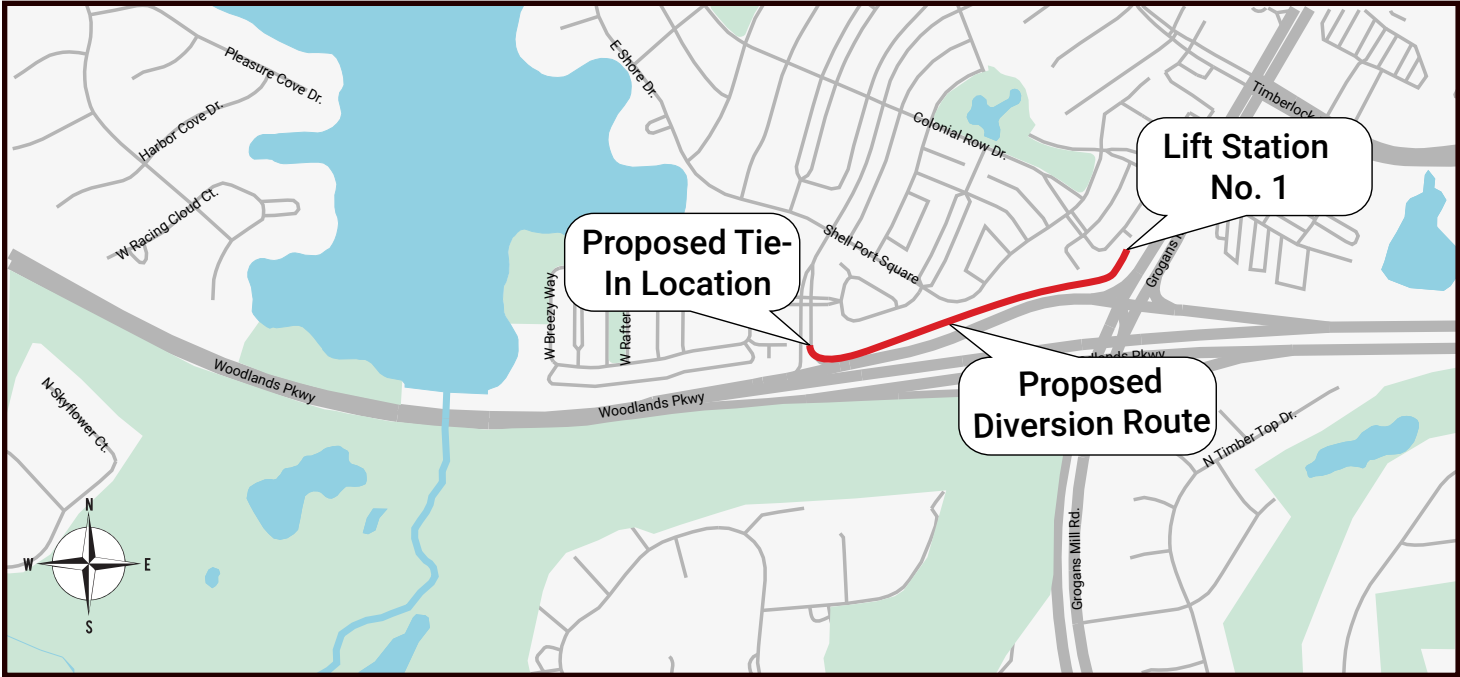 Pleasure Cove Dr.
E Shore Dr.
Harbor Cove Dr.
Timberlock
Colonial Row Dr.
Lift Station
No. 1
W Racing Cloud Ct.
Shell Port Square
Proposed Tie-
In Location
Grogans
W Breezy Way
W Rafter
Woodlands Pkwy
Woodlands Pkwy
Pkwy
Proposed
Diversion Route
N Skyflower Ct.
N Timber Top Dr.
Grogans Mill Rd.
N
W
E
S